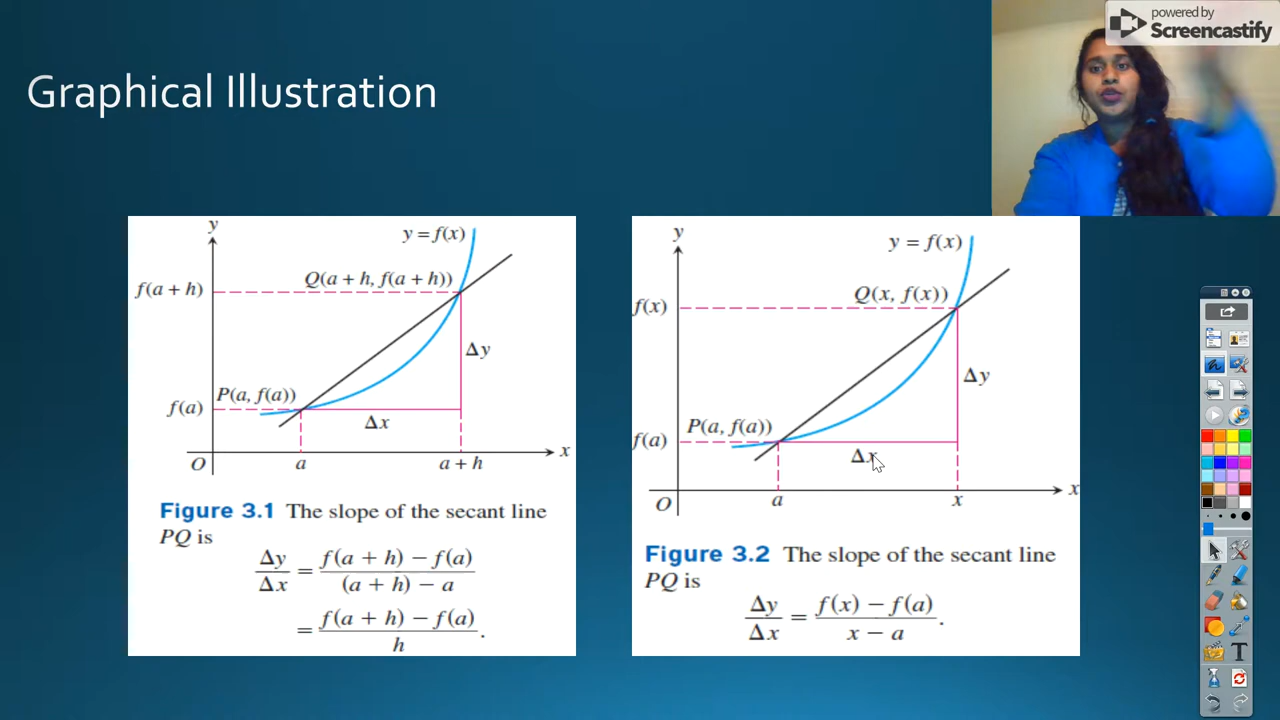 powered by
Screencastify
Graphical Illustration
y
y = f(x)
Q(a + h, f(a + h))
f(a + h)
Δy
P(a, f(a))
f(a)
Δx
x
O
a
a + h
Figure 3.1 The slope of the secant line
PQ is
Δy/Δx = f(a + h) − f(a)/(a + h) − a
= f(a + h) − f(a)/h.
y
y = f(x)
Q(x, f(x))
f(x)
Δy
P(a, f(a))
f(a)
Δx
x
O
a
x
Figure 3.2 The slope of the secant line
PQ is
Δy/Δx = f(x) − f(a)/x − a.
T